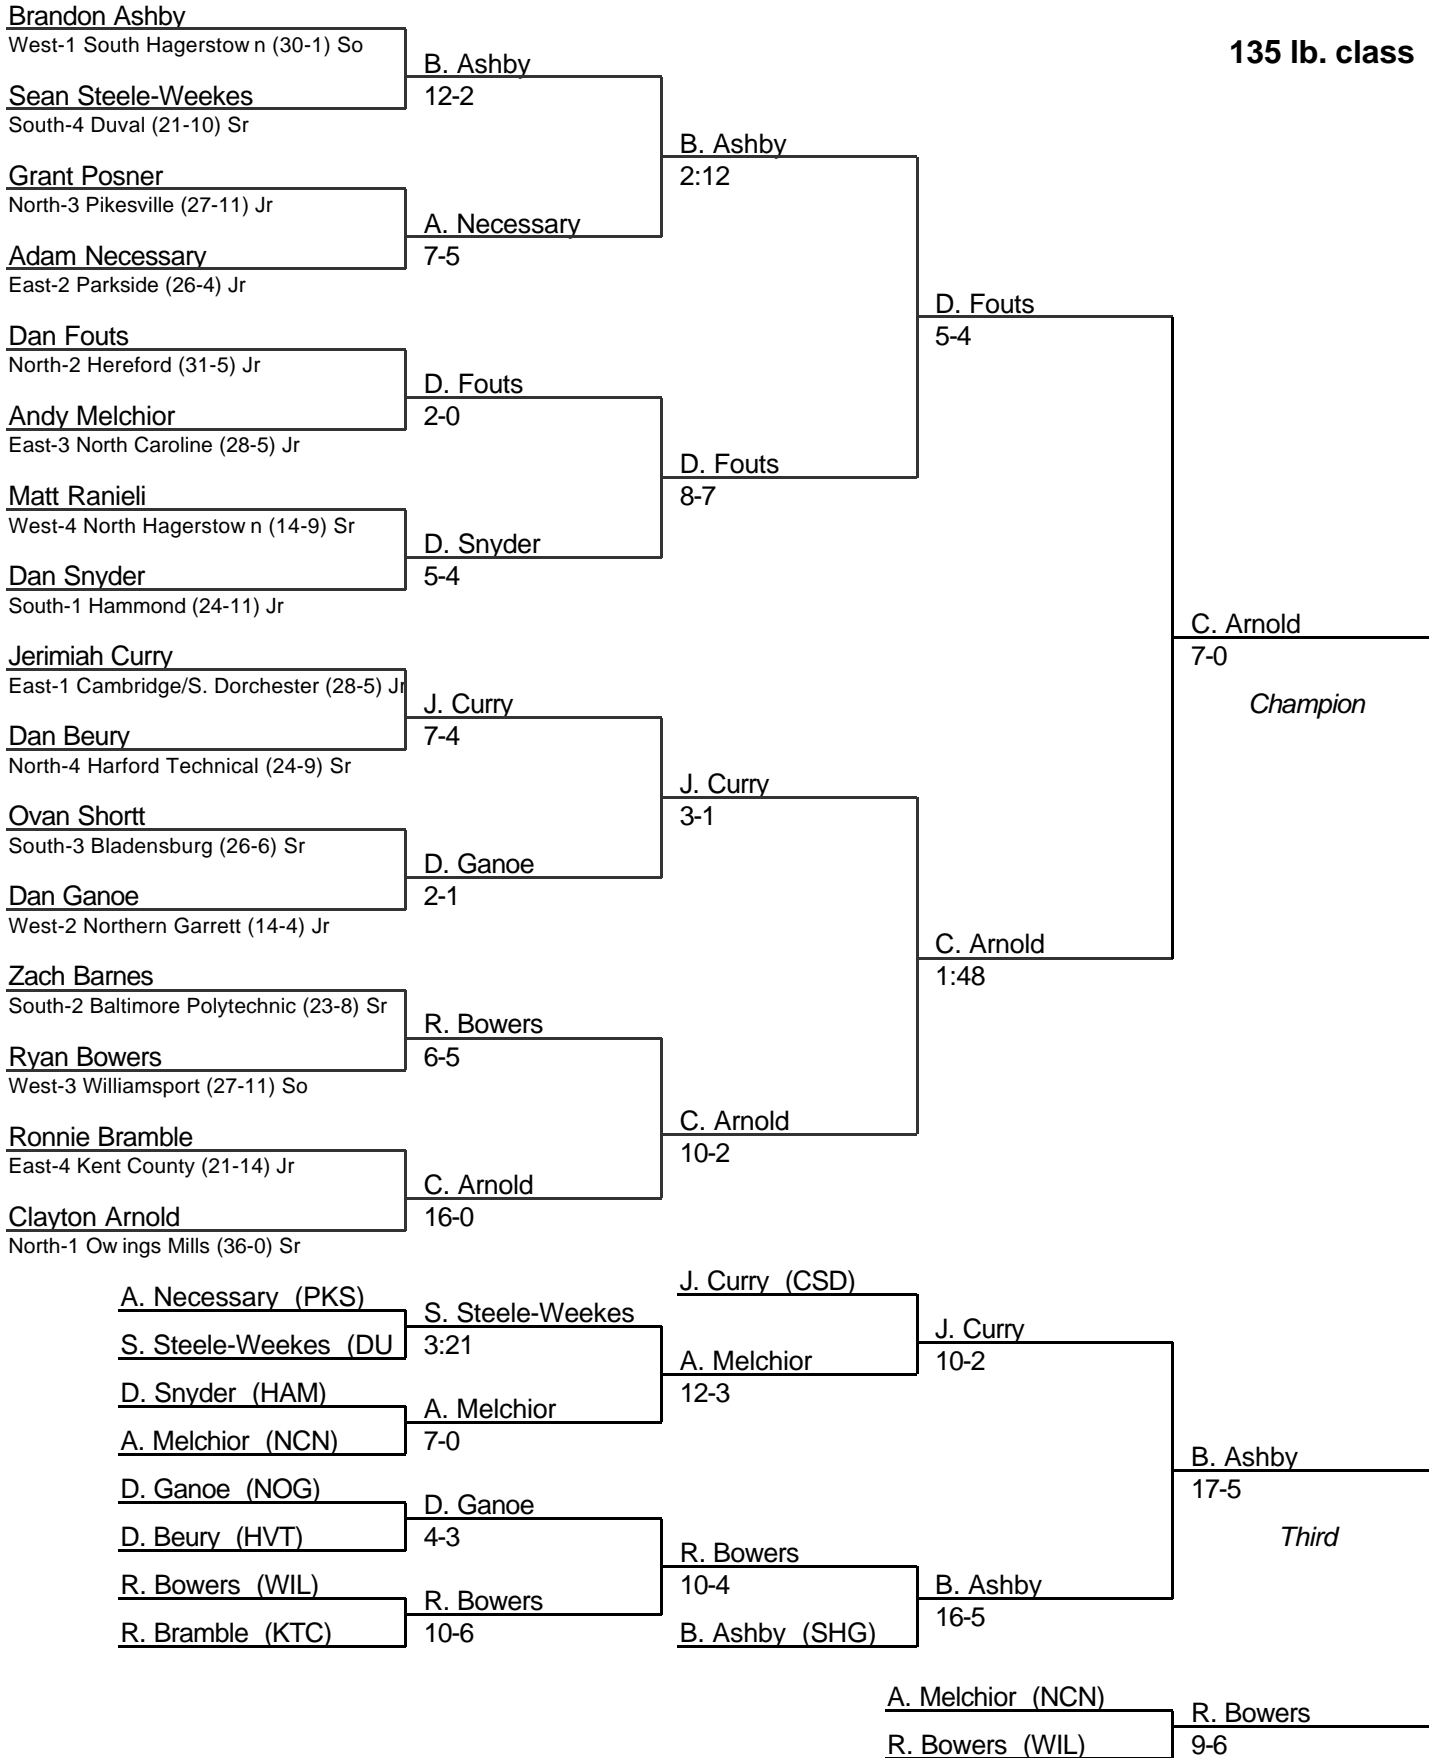 Brandon Ashby
West-1 South Hagerstown (30-1) So
135 lb. class
B. Ashby
12-2
Sean Steele-Weekes
South-4 Duval (21-10) Sr
B. Ashby
2:12
Grant Posner
North-3 Pikesville (27-11) Jr
A. Necessary
7-5
Adam Necessary
East-2 Parkside (26-4) Jr
D. Fouts
5-4
Dan Fouts
North-2 Hereford (31-5) Jr
D. Fouts
2-0
Andy Melchior
East-3 North Caroline (28-5) Jr
D. Fouts
8-7
Matt Ranieli
West-4 North Hagerstown (14-9) Sr
D. Snyder
5-4
Dan Snyder
South-1 Hammond (24-11) Jr
C. Arnold
7-0
Champion
Jerimiah Curry
East-1 Cambridge/S. Dorchester (28-5) Jr
J. Curry
7-4
Dan Beury
North-4 Harford Technical (24-9) Sr
J. Curry
3-1
Ovan Shortt
South-3 Bladensburg (26-6) Sr
D. Ganoe
2-1
Dan Ganoe
West-2 Northern Garrett (14-4) Jr
C. Arnold
1:48
Zach Barnes
South-2 Baltimore Polytechnic (23-8) Sr
R. Bowers
6-5
Ryan Bowers
West-3 Williamsport (27-11) So
C. Arnold
10-2
Ronnie Bramble
East-4 Kent County (21-14) Jr
C. Arnold
16-0
Clayton Arnold
North-1 Owings Mills (36-0) Sr
A. Necessary (PKS)
S. Steele-Weekes
3:21
S. Steele-Weekes (DU
J. Curry (CSD)
J. Curry
10-2
A. Melchior
12-3
D. Snyder (HAM)
A. Melchior
7-0
A. Melchior (NCN)
B. Ashby
17-5
Third
D. Ganoe (NOG)
D. Ganoe
4-3
D. Beury (HVT)
R. Bowers
10-4
R. Bowers (WIL)
R. Bowers
10-6
R. Bramble (KTC)
B. Ashby
16-5
B. Ashby (SHG)
A. Melchior (NCN)
R. Bowers
9-6
R. Bowers (WIL)